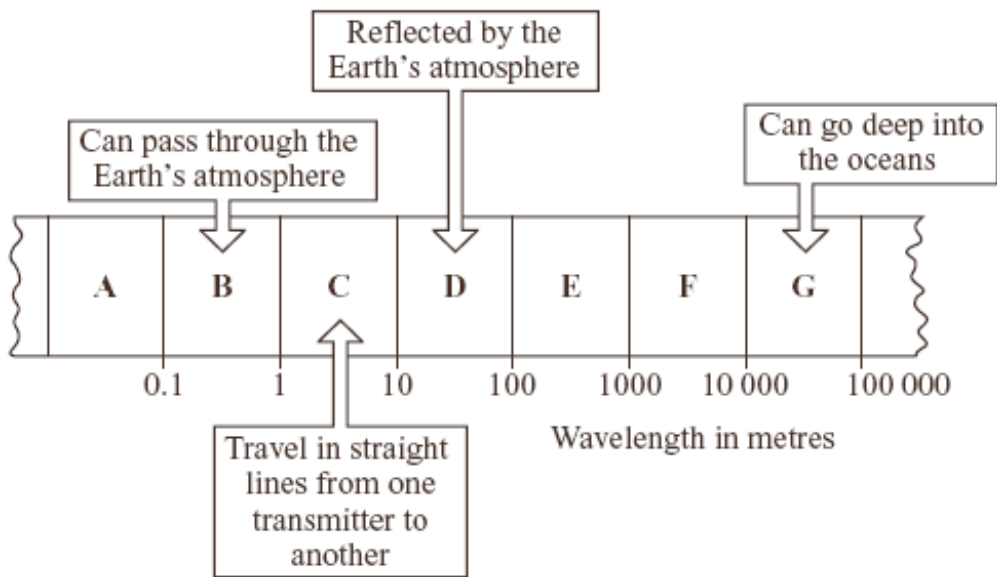 Reflected by the
Earth's atmosphere
Can pass through the
Earth's atmosphere
Can go deep into
the oceans
A B C D E F G
0.1 1 10 100 1000 10 000 100 000
Wavelength in metres
Travel in straight
lines from one
transmitter to
another